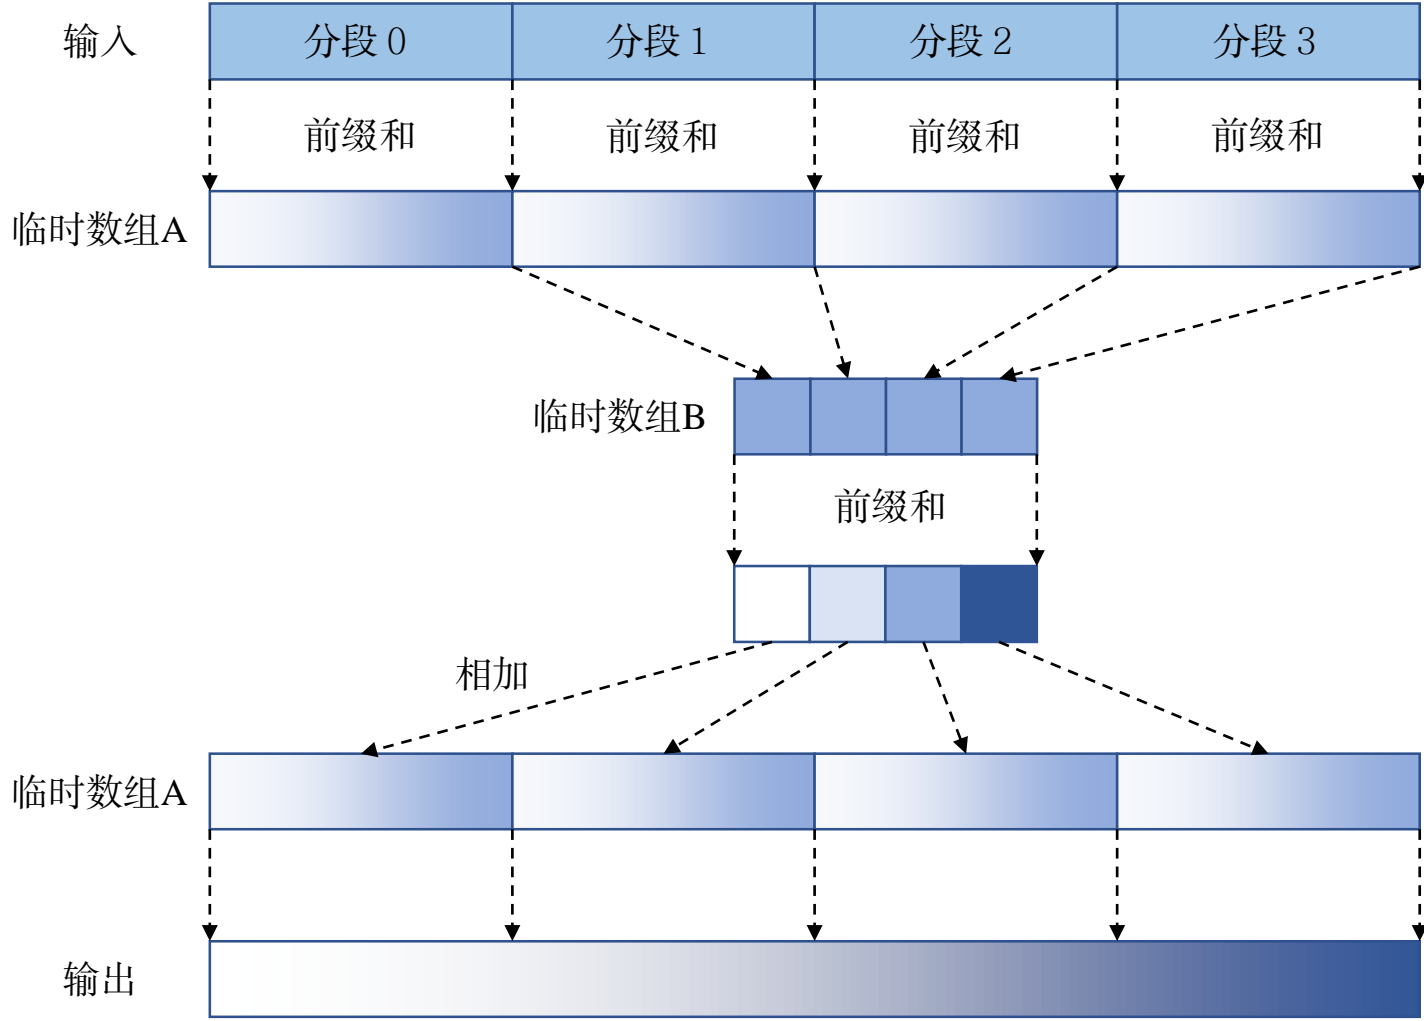 输入 分段 0 分段 1 分段 2 分段 3
前缀和 前缀和 前缀和 前缀和
临时数组A
临时数组B
前缀和
相加
临时数组A
输出